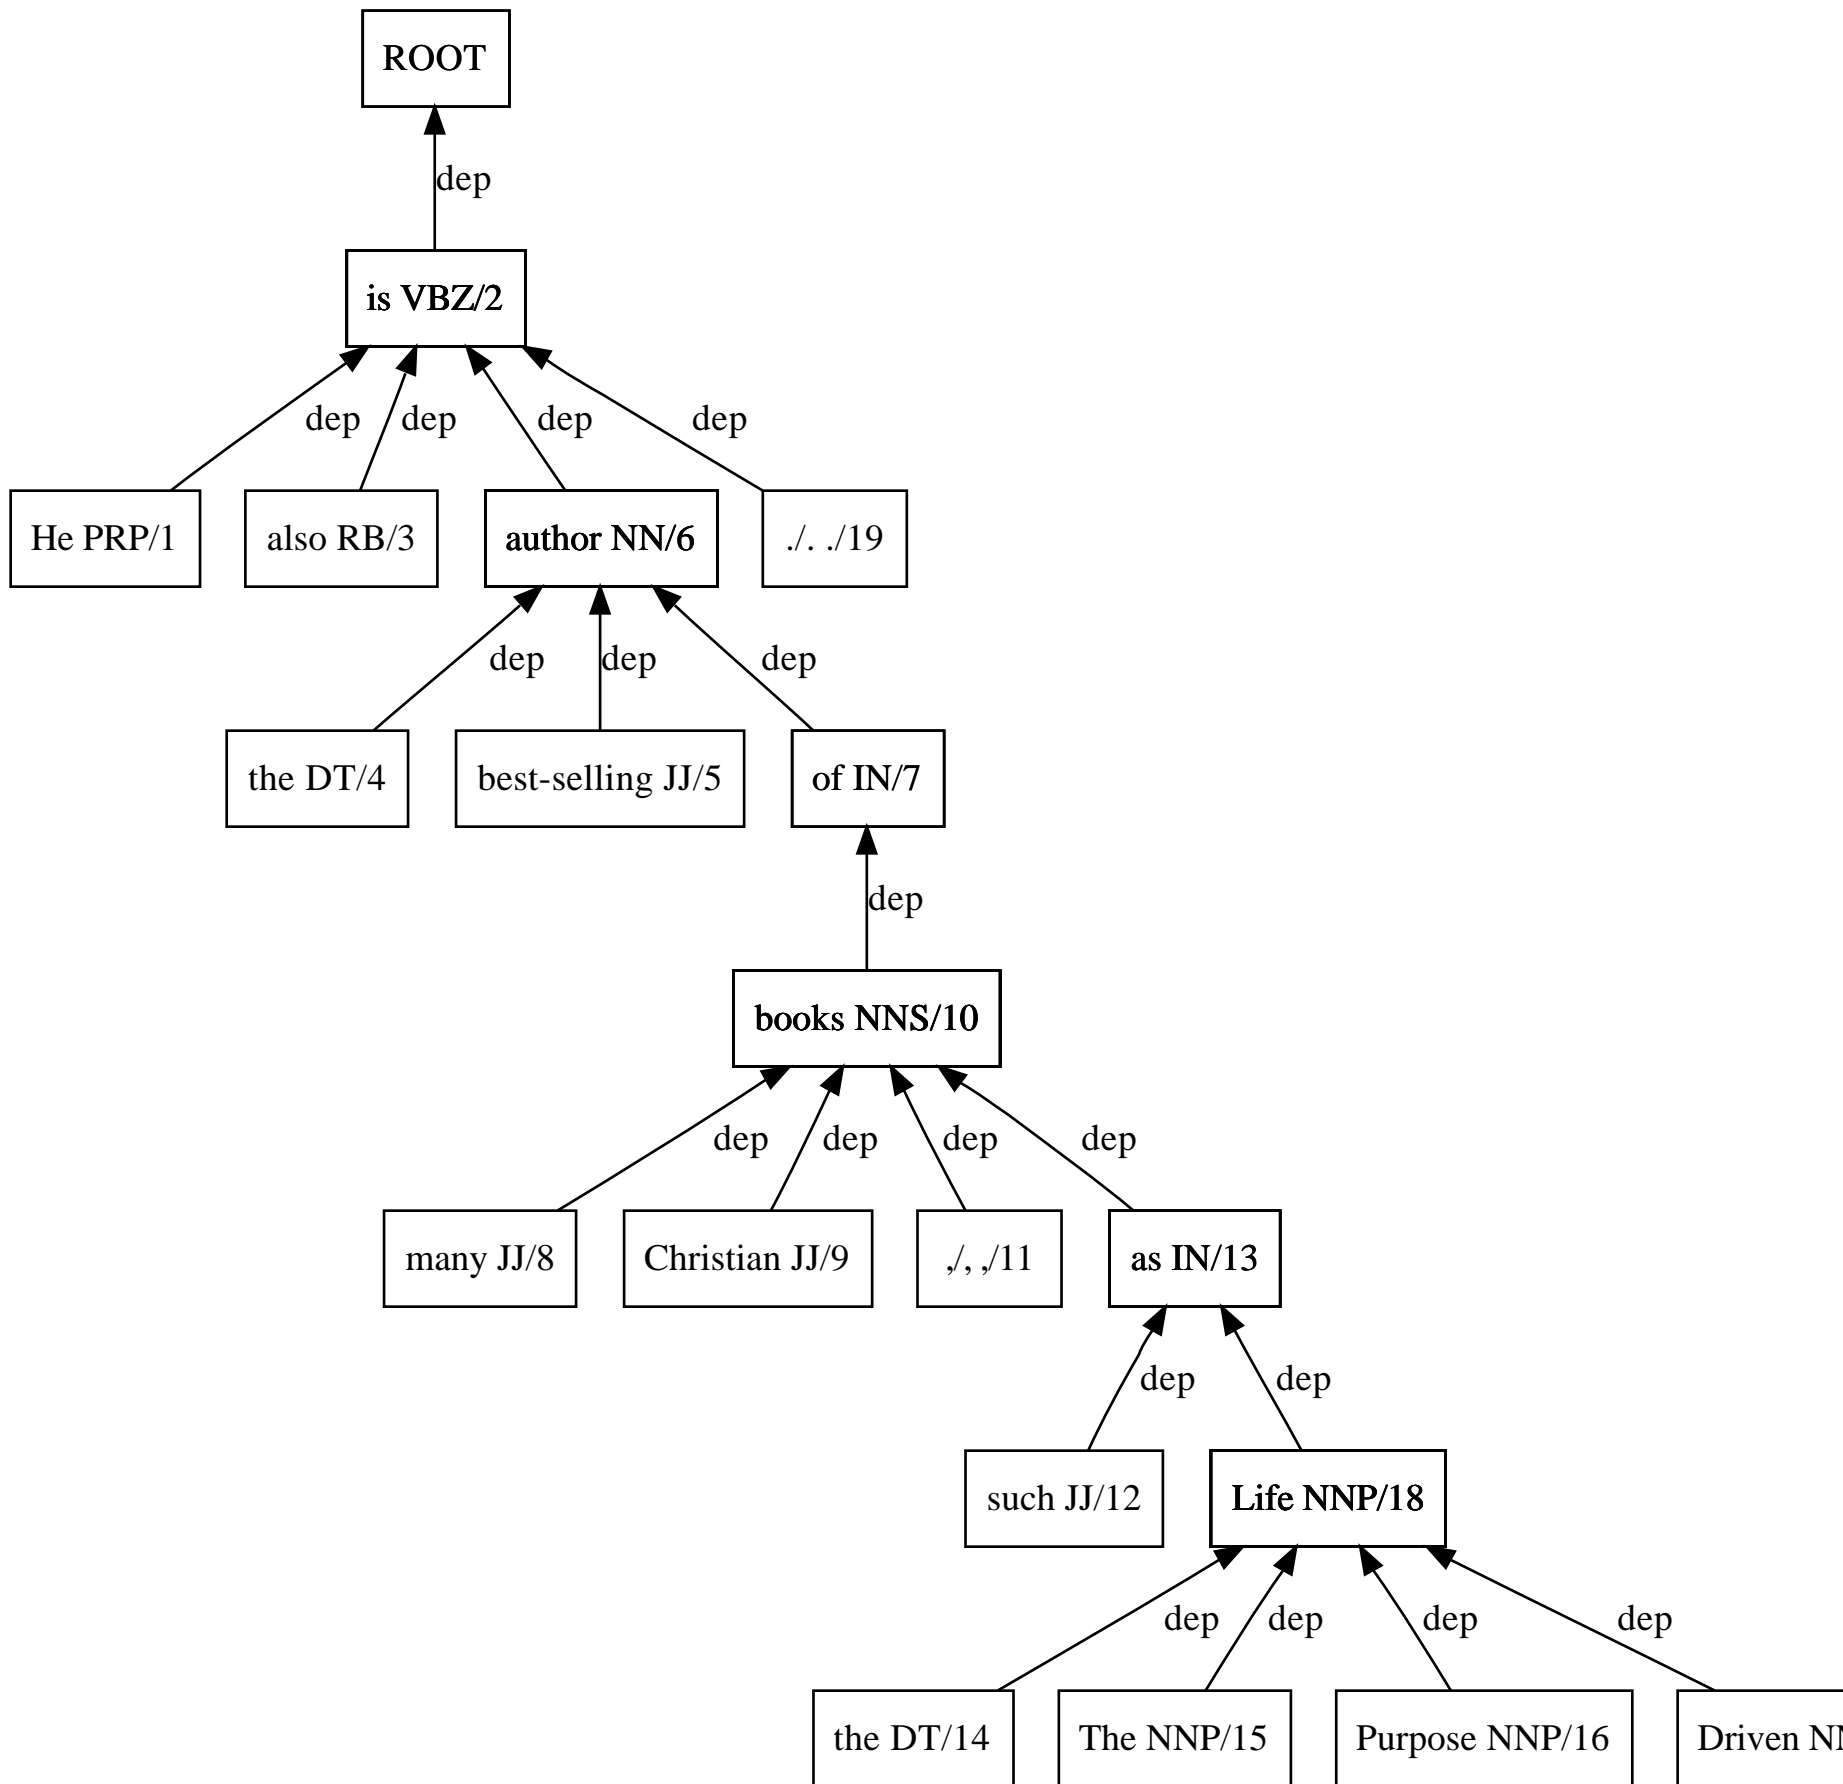 ROOT
dep
is VBZ/2
dep dep dep dep
He PRP/1 also RB/3 author NN/6 ./. ./19
dep dep dep
the DT/4 best-selling JJ/5 of IN/7
dep
books NNS/10
dep dep dep dep
many JJ/8 Christian JJ/9 ,/, ,/11 as IN/13
dep dep
such JJ/12 Life NNP/18
dep dep dep dep
the DT/14 The NNP/15 Purpose NNP/16 Driven